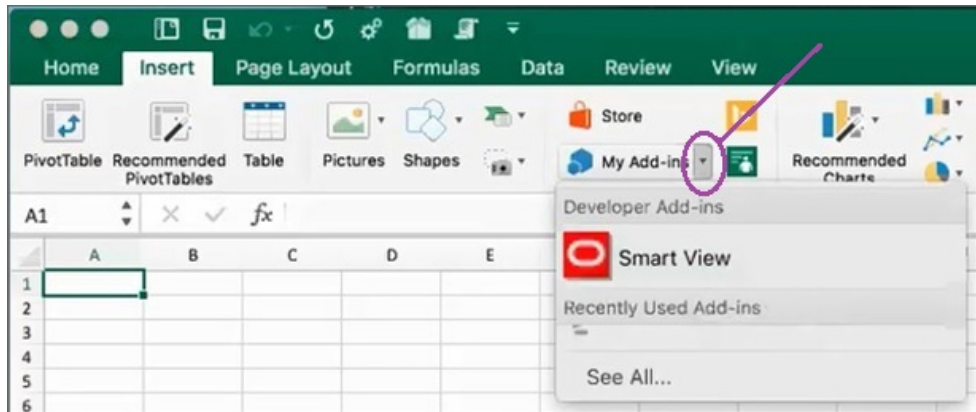 Home Insert Page Layout Formulas Data Review View
Store
PivotTable Recommended PivotTables Table Pictures Shapes My Add-ins Recommended Charts
A1 fx
Developer Add-ins
A B C D E
Smart View
1
2
Recently Used Add-ins
3
4
5
See All...
6